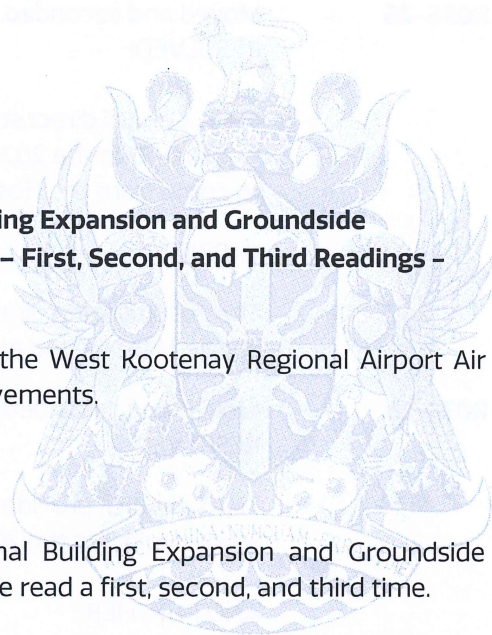 ing Expansion and Groundside
– First, Second, and Third Readings –
the West Kootenay Regional Airport Air
vements.
nal Building Expansion and Groundside
e read a first, second, and third time.